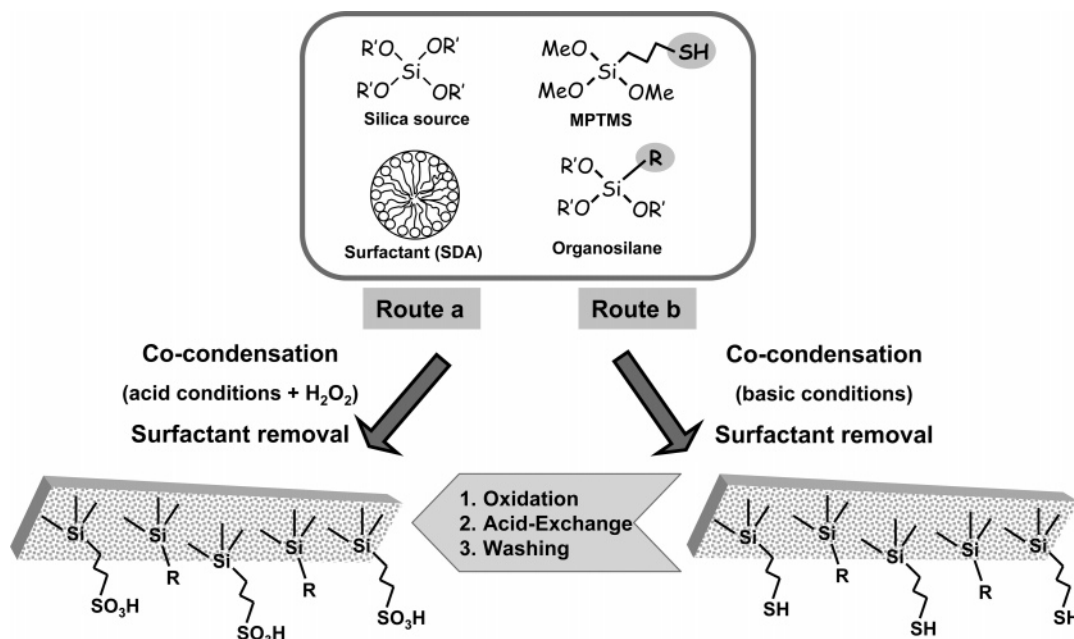 R'O OR' MeO SH
Si Si
R'O OR' MeO OMe
Silica source MPTMS
R'O R
Si
R'O OR'
Surfactant (SDA) Organosilane
Route a Route b
Co-condensation Co-condensation
(acid conditions + H₂O₂) (basic conditions)
Surfactant removal Surfactant removal
1. Oxidation
2. Acid-Exchange
3. Washing
Si Si Si Si Si
R R
SO₃H SO₃H SO₃H
Si Si Si Si Si
R R
SH SH SH